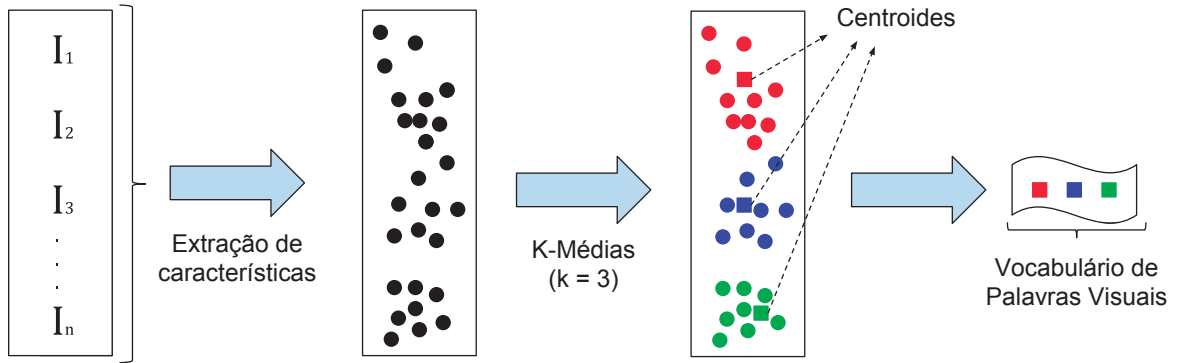 I1
I2
I3
.
.
.
.
In
Extração de
características
K-Médias
(k = 3)
Centroides
Vocabulário de
Palavras Visuais